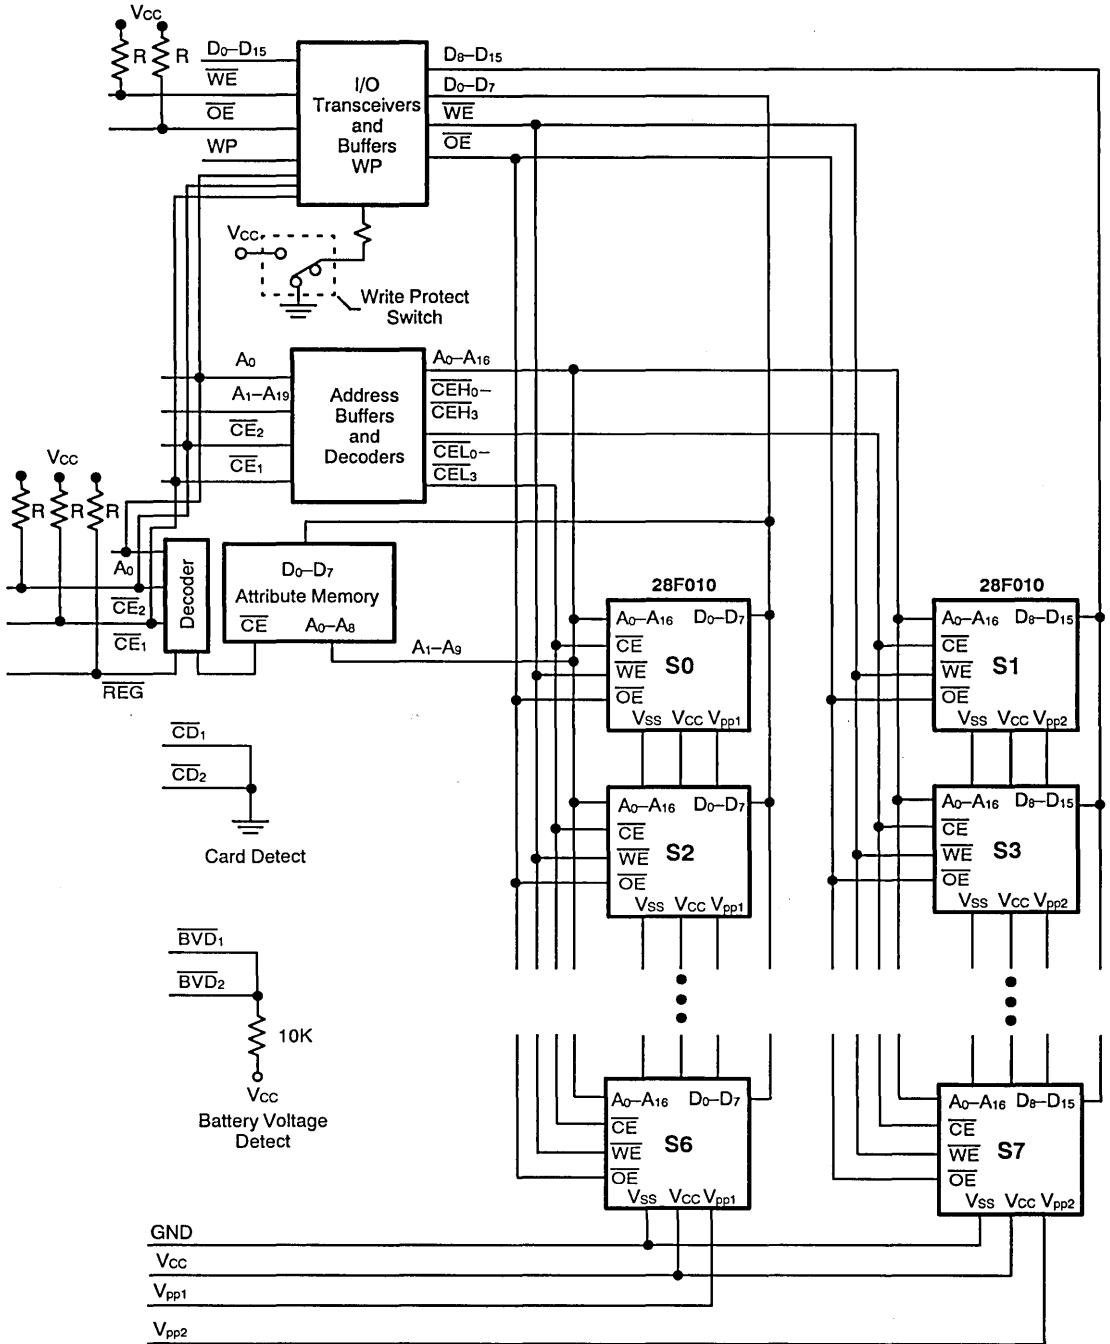 VCC
R R
D0–D15
WE
OE
WP
I/O
Transceivers
and
Buffers
WP
D8–D15
D0–D7
WE
OE
VCC
Write Protect
Switch
A0
A1–A19
CE2
CE1
Address
Buffers
and
Decoders
A0–A16
CEH0–
CEH3
CEL0–
CEL3
VCC
R R R
A0
CE2
CE1
REG
Decoder
D0–D7
Attribute Memory
CE A0–A8
A1–A9
28F010
A0–A16 D0–D7
CE
WE
OE
S0
VSS VCC Vpp1
28F010
A0–A16 D8–D15
CE
WE
OE
S1
VSS VCC Vpp2
CD1
CD2
Card Detect
A0–A16 D0–D7
CE
WE
OE
S2
VSS VCC Vpp1
A0–A16 D8–D15
CE
WE
OE
S3
VSS VCC Vpp2
BVD1
BVD2
10K
VCC
Battery Voltage
Detect
A0–A16 D0–D7
CE
WE
OE
S6
VSS VCC Vpp1
A0–A16 D8–D15
CE
WE
OE
S7
VSS VCC Vpp2
GND
VCC
Vpp1
Vpp2